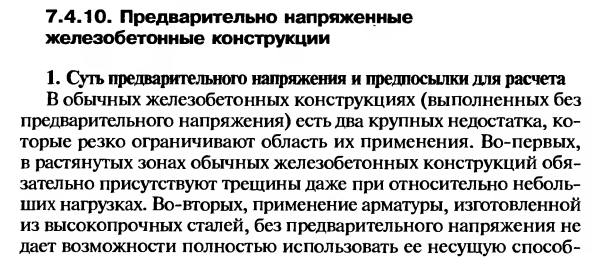 7.4.10. Предварительно напряженные
железобетонные конструкции
1. Суть предварительного напряжения и предпосылки для расчета
В обычных железобетонных конструкциях (выполненных без
предварительного напряжения) есть два крупных недостатка, ко-
торые резко ограничивают область их применения. Во-первых,
в растянутых зонах обычных железобетонных конструкций обя-
зательно присутствуют трещины даже при относительно неболь-
ших нагрузках. Во-вторых, применение арматуры, изготовленной
из высокопрочных сталей, без предварительного напряжения не
дает возможности полностью использовать ее несущую способ-